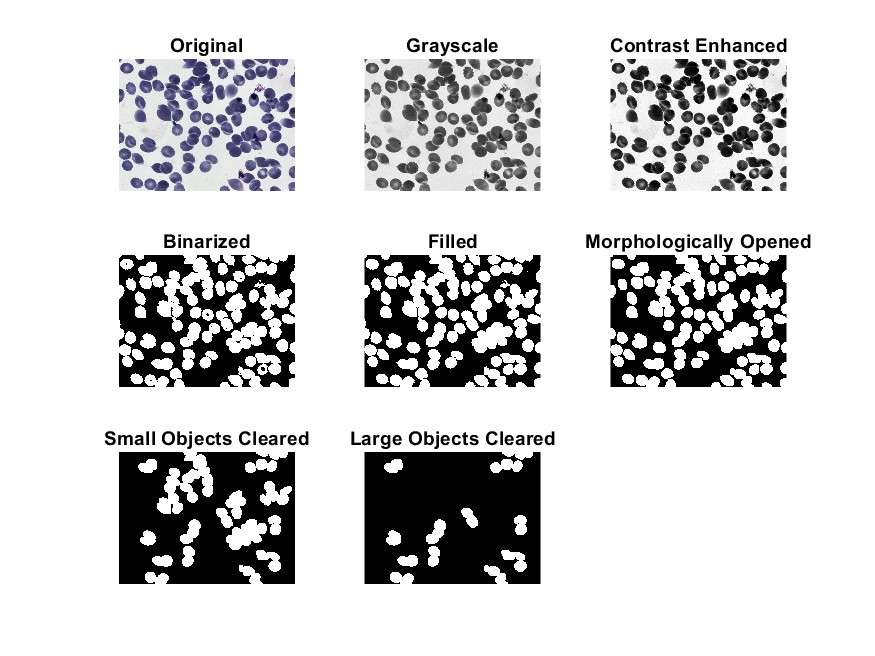 Original
Grayscale
Contrast Enhanced
Binarized
Filled
Morphologically Opened
Small Objects Cleared
Large Objects Cleared